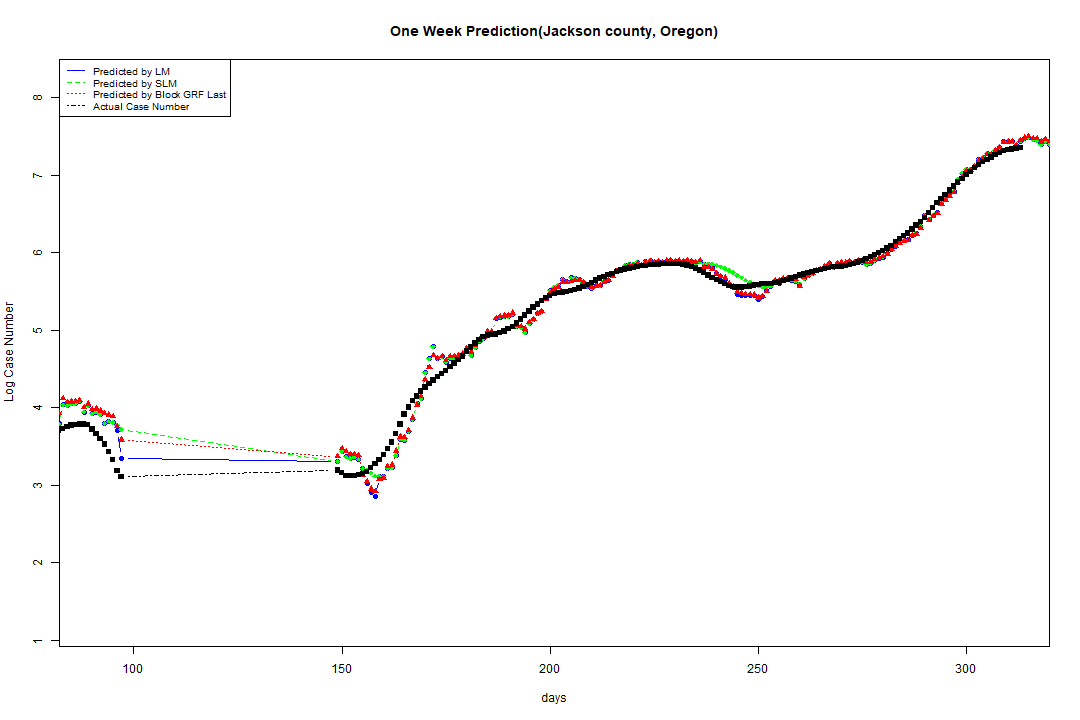 One Week Prediction(Jackson county, Oregon)
Predicted by LM
Predicted by SLM
Predicted by Block GRF Last
Actual Case Number
Log Case Number
8
7
6
5
4
3
2
1
100 150 200 250 300
days